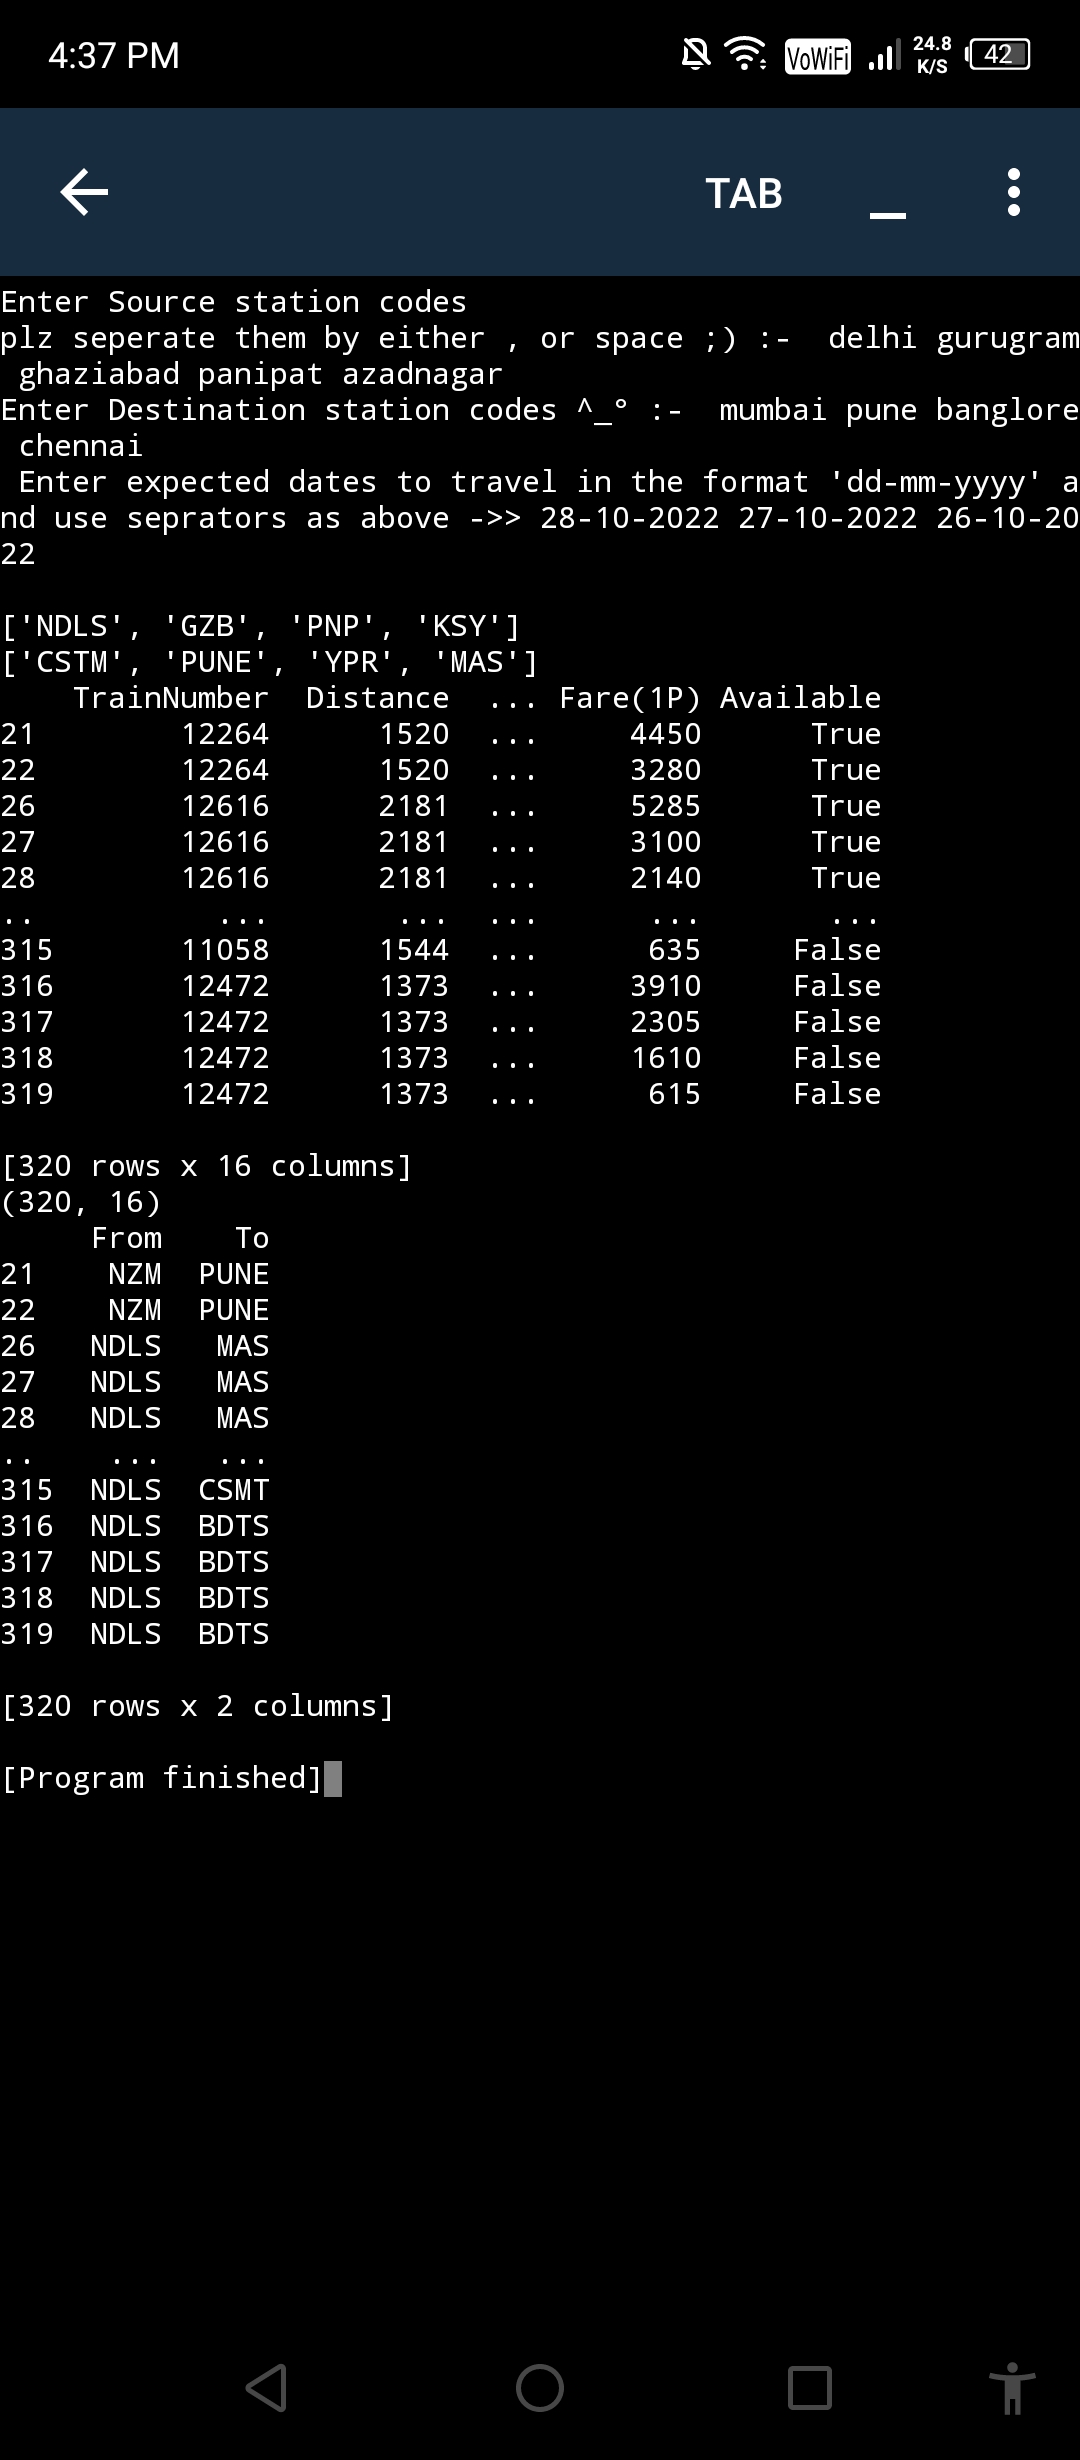 4:37 PM
VoWiFi 24.8 K/S 42
TAB
Enter Source station codes
plz seperate them by either , or space ;) :-  delhi gurugram
 ghaziabad panipat azadnagar
Enter Destination station codes ^_° :-  mumbai pune banglore
 chennai
 Enter expected dates to travel in the format 'dd-mm-yyyy' a
nd use seprators as above ->> 28-10-2022 27-10-2022 26-10-20
22
['NDLS', 'GZB', 'PNP', 'KSY']
['CSTM', 'PUNE', 'YPR', 'MAS']
    TrainNumber  Distance  ... Fare(1P) Available
21        12264      1520  ...     4450      True
22        12264      1520  ...     3280      True
26        12616      2181  ...     5285      True
27        12616      2181  ...     3100      True
28        12616      2181  ...     2140      True
..          ...       ...  ...      ...       ...
315       11058      1544  ...      635     False
316       12472      1373  ...     3910     False
317       12472      1373  ...     2305     False
318       12472      1373  ...     1610     False
319       12472      1373  ...      615     False
[320 rows x 16 columns]
(320, 16)
     From    To
21    NZM  PUNE
22    NZM  PUNE
26   NDLS   MAS
27   NDLS   MAS
28   NDLS   MAS
..    ...   ...
315  NDLS  CSMT
316  NDLS  BDTS
317  NDLS  BDTS
318  NDLS  BDTS
319  NDLS  BDTS
[320 rows x 2 columns]
[Program finished]